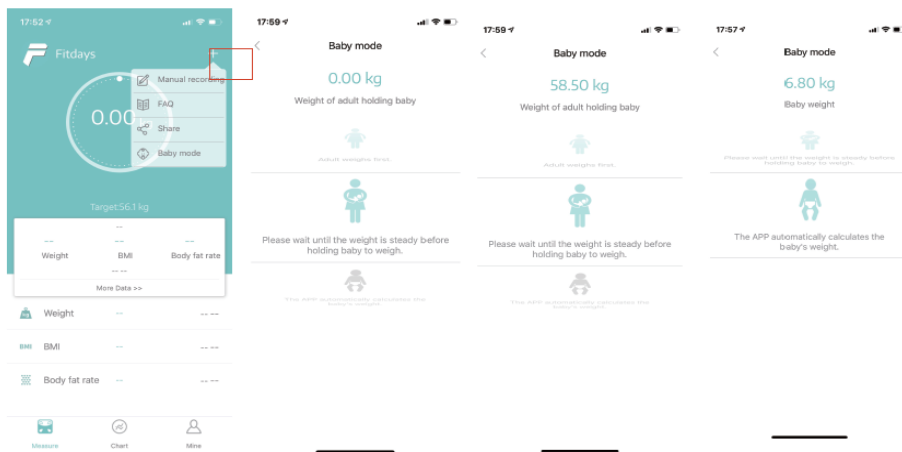 17:52
Fitdays
+
Manual recording
FAQ
Share
Baby mode
0.00
Target:56.1 kg
--
-- -- --
Weight BMI Body fat rate
-- --
More Data >>
Weight -- -- --
BMI BMI -- -- --
Body fat rate -- -- --
Measure Chart Mine
17:59
Baby mode
0.00 kg
Weight of adult holding baby
Adult weighs first.
Please wait until the weight is steady before
holding baby to weigh.
The APP automatically calculates the
baby's weight.
17:59
Baby mode
58.50 kg
Weight of adult holding baby
Adult weighs first.
Please wait until the weight is steady before
holding baby to weigh.
The APP automatically calculates the
baby's weight.
17:57
Baby mode
6.80 kg
Baby weight
Please wait until the weight is steady before
holding baby to weigh.
The APP automatically calculates the
baby's weight.